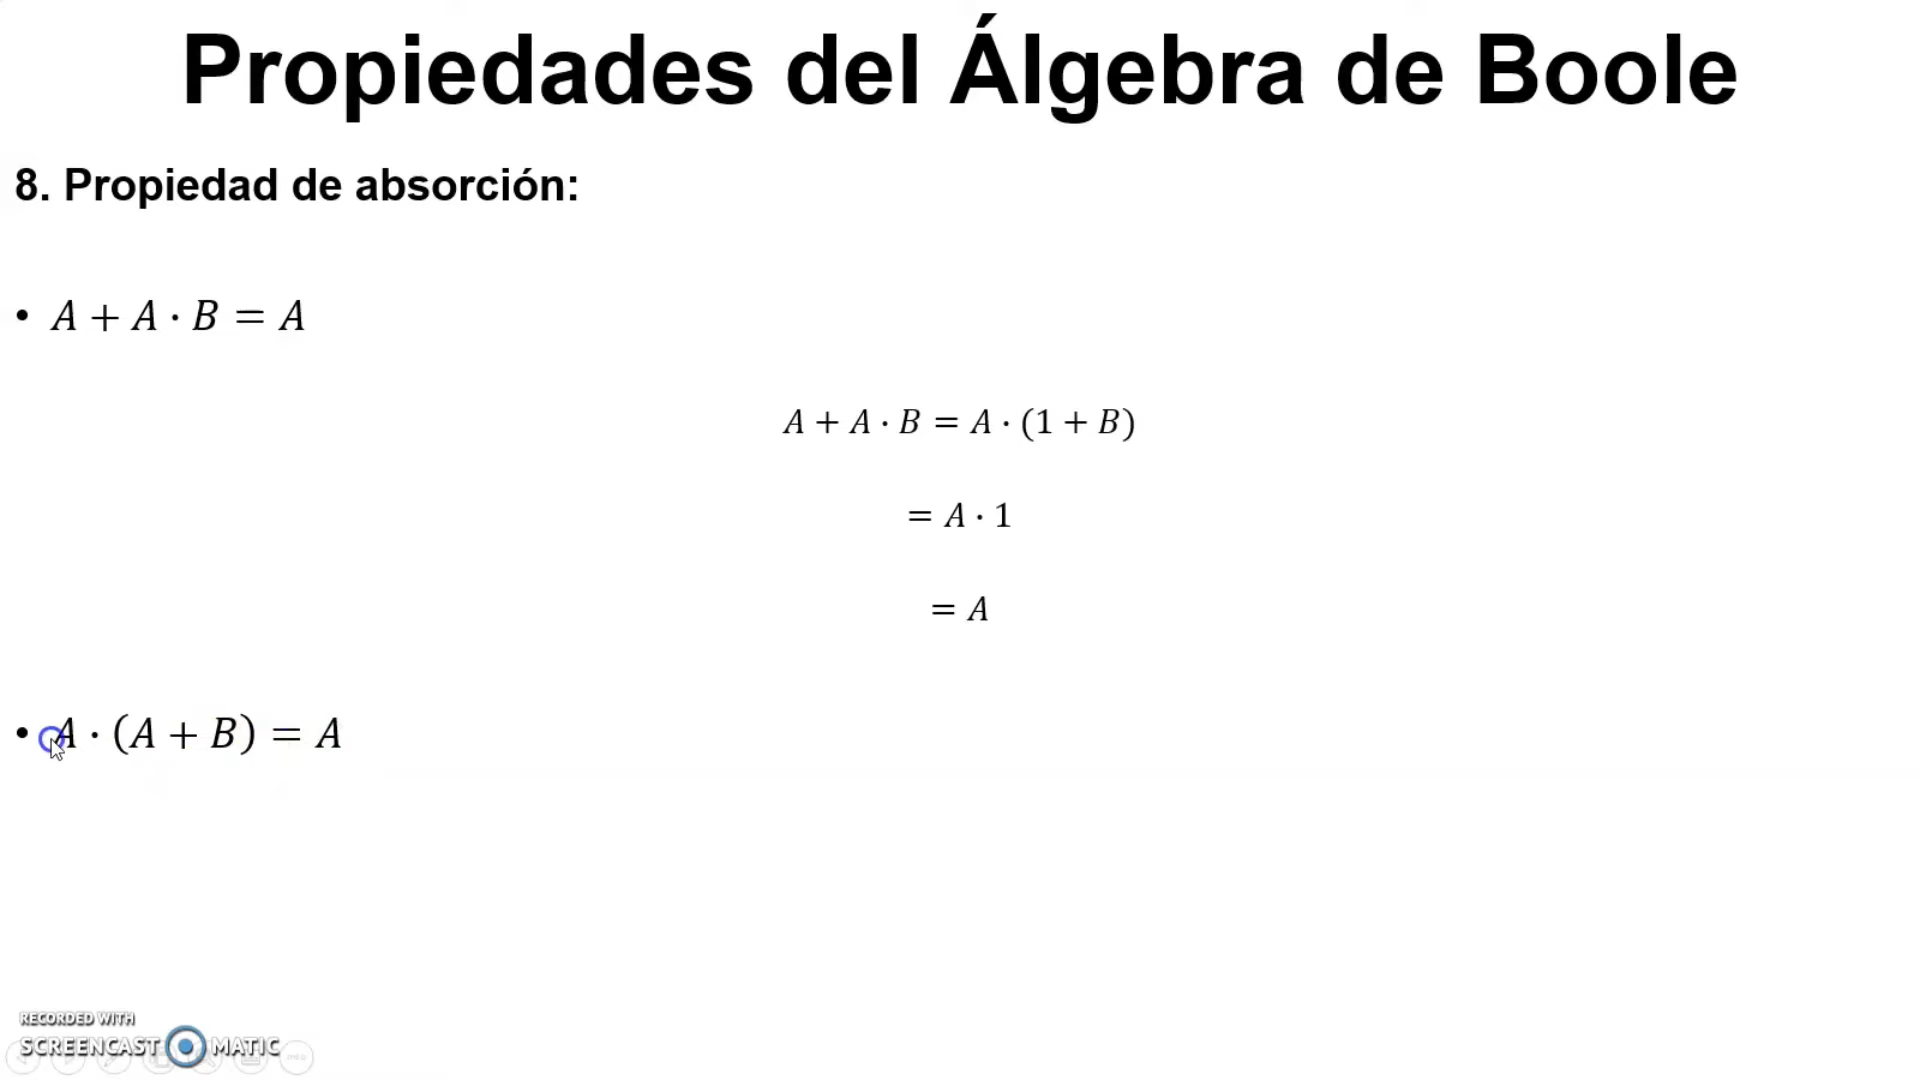 Propiedades del Álgebra de Boole
8. Propiedad de absorción:
• A + A · B = A
A + A · B = A · (1 + B)
= A · 1
= A
• A · (A + B) = A
RECORDED WITH
SCREENCAST MATIC